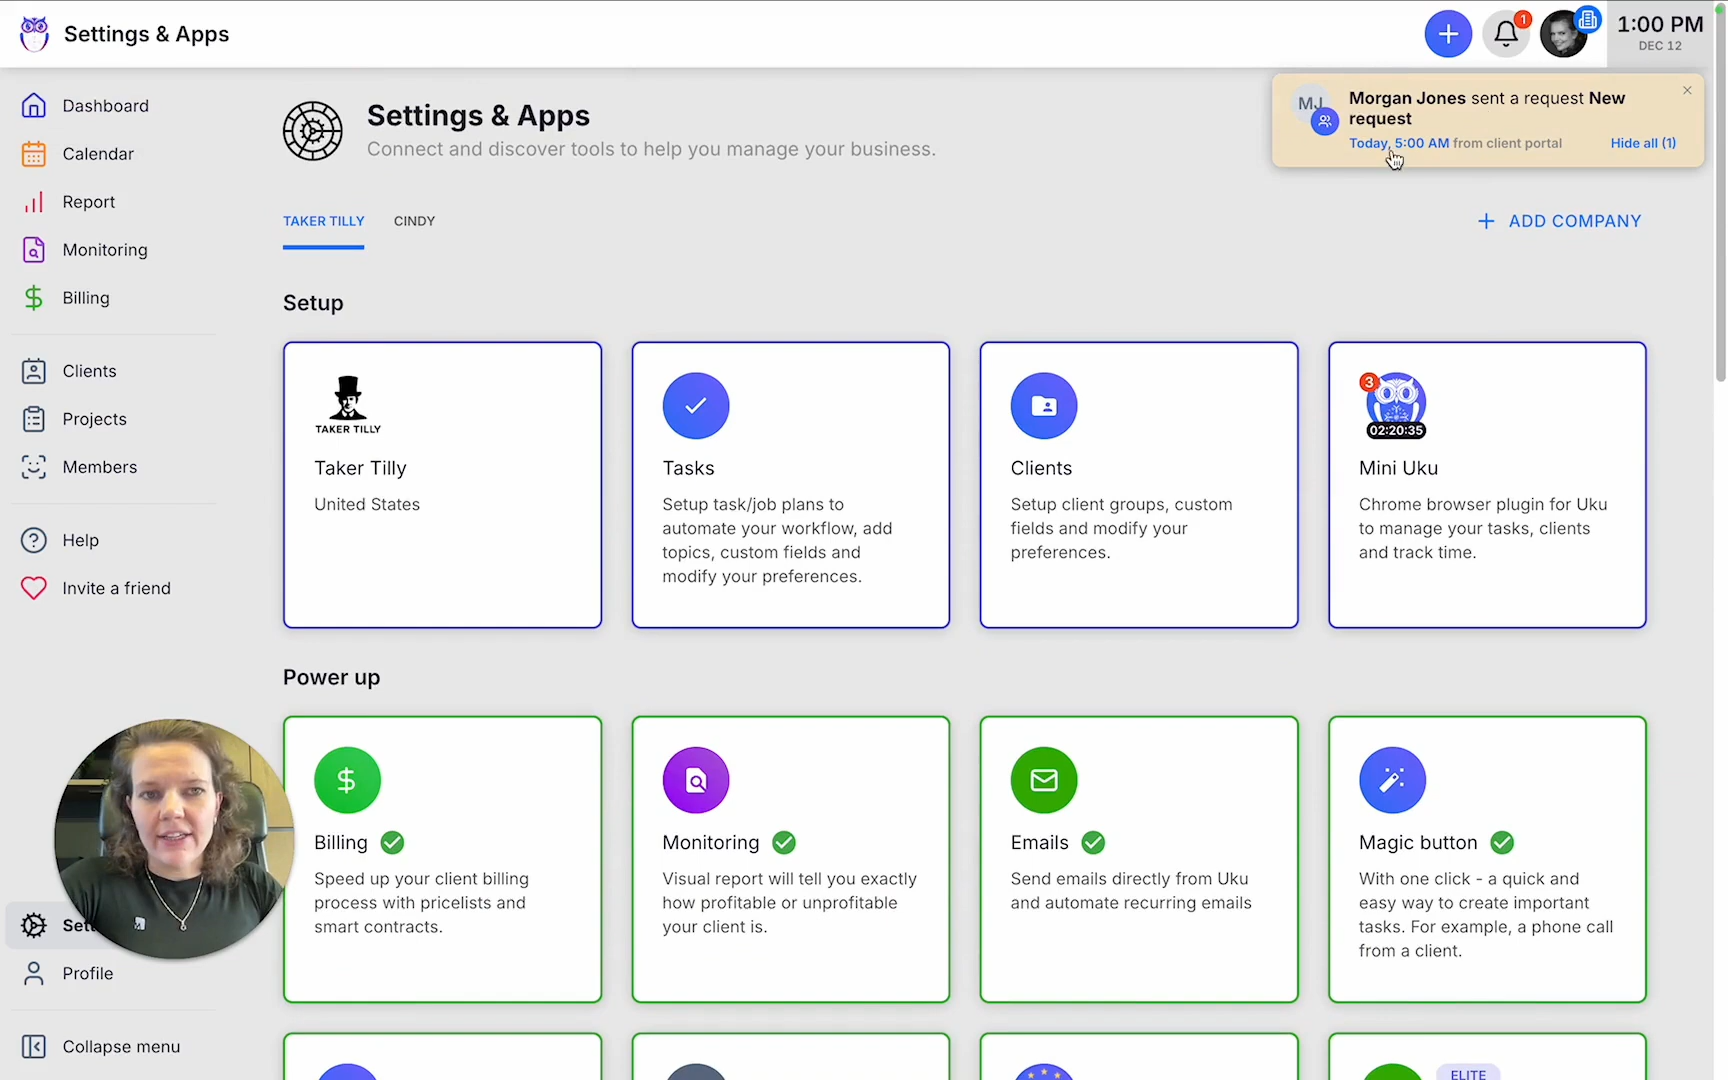 Settings & Apps
1
1:00 PM
DEC 12
Dashboard
Calendar
Report
Monitoring
Billing
Clients
Projects
Members
Help
Invite a friend
Profile
Collapse menu
Settings & Apps
Connect and discover tools to help you manage your business.
MJ
Morgan Jones sent a request New
request
Today, 5:00 AM from client portal
Hide all (1)
TAKER TILLY
CINDY
+ ADD COMPANY
Setup
TAKER TILLY
Taker Tilly
United States
Tasks
Setup task/job plans to
automate your workflow, add
topics, custom fields and
modify your preferences.
Clients
Setup client groups, custom
fields and modify your
preferences.
3
02:20:35
Mini Uku
Chrome browser plugin for Uku
to manage your tasks, clients
and track time.
Power up
Billing
Speed up your client billing
process with pricelists and
smart contracts.
Monitoring
Visual report will tell you exactly
how profitable or unprofitable
your client is.
Emails
Send emails directly from Uku
and automate recurring emails
Magic button
With one click - a quick and
easy way to create important
tasks. For example, a phone call
from a client.
ELITE